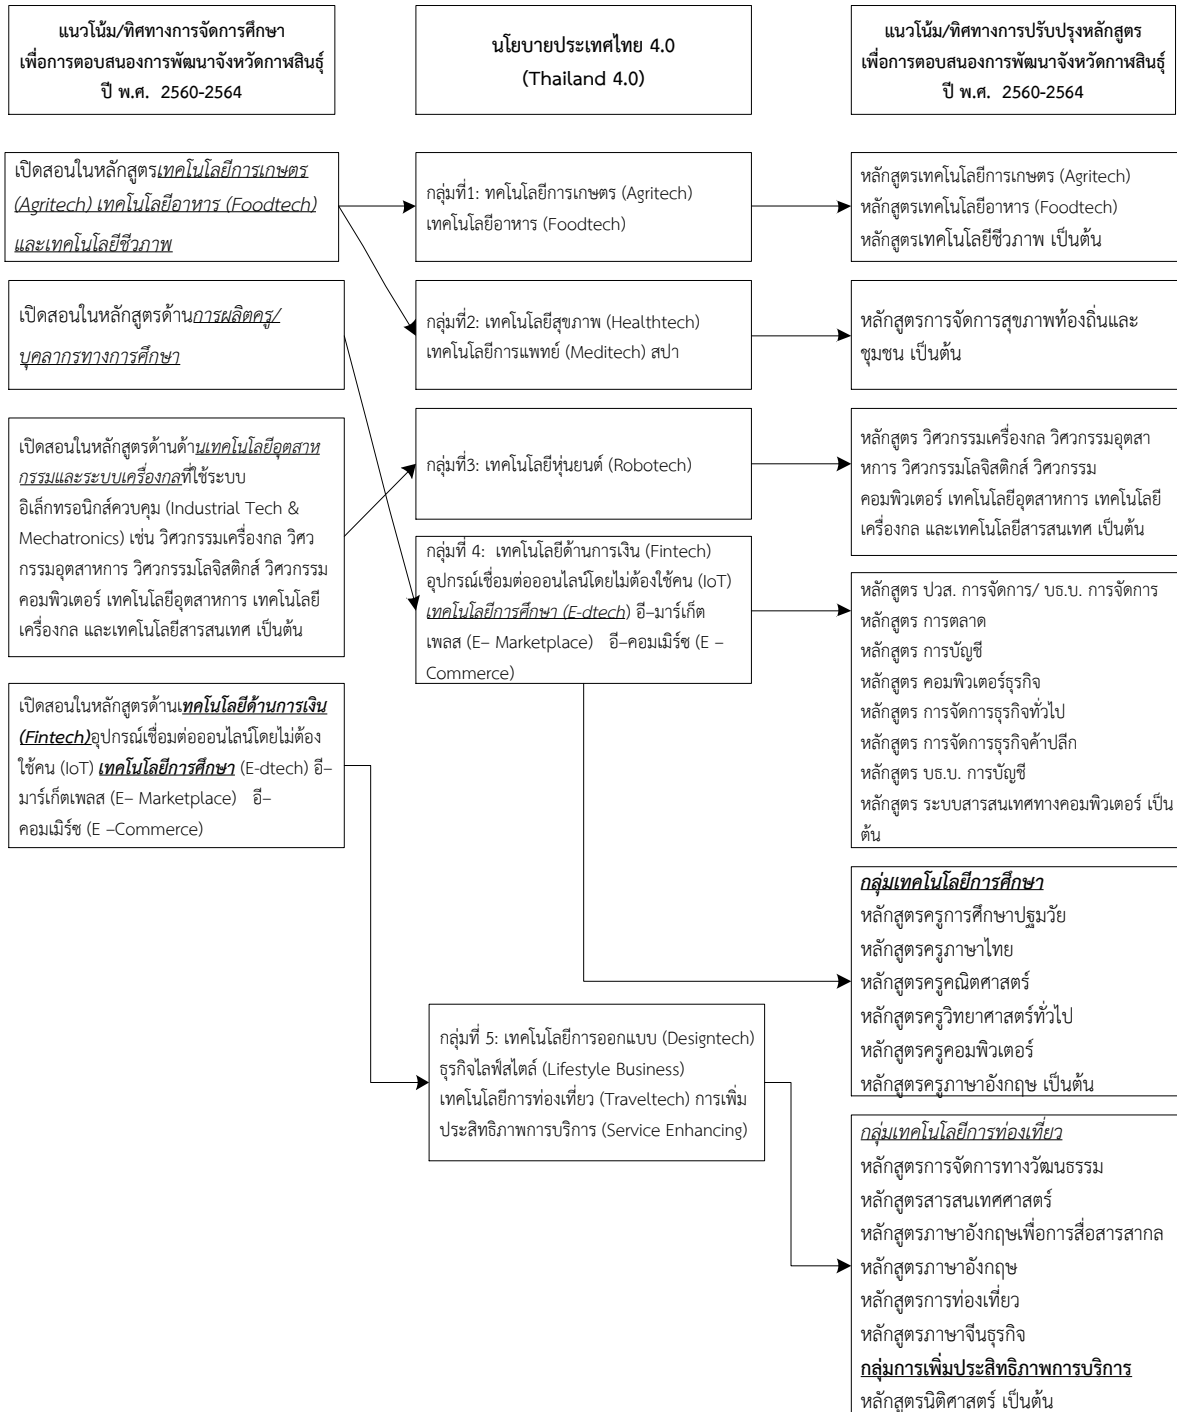 แนวโน้ม/ทิศทางการจัดการศึกษา
เพื่อการตอบสนองการพัฒนาจังหวัดกาฬสินธุ์
ปี พ.ศ. 2560-2564
นโยบายประเทศไทย 4.0
(Thailand 4.0)
แนวโน้ม/ทิศทางการปรับปรุงหลักสูตร
เพื่อการตอบสนองการพัฒนาจังหวัดกาฬสินธุ์
ปี พ.ศ. 2560-2564
เปิดสอนในหลักสูตรเทคโนโลยีการเกษตร
(Agritech) เทคโนโลยีอาหาร (Foodtech)
และเทคโนโลยีชีวภาพ
กลุ่มที่1: ทคโนโลยีการเกษตร (Agritech)
เทคโนโลยีอาหาร (Foodtech)
หลักสูตรเทคโนโลยีการเกษตร (Agritech)
หลักสูตรเทคโนโลยีอาหาร (Foodtech)
หลักสูตรเทคโนโลยีชีวภาพ เป็นต้น
เปิดสอนในหลักสูตรด้านการผลิตครู/
บุคลากรทางการศึกษา
กลุ่มที่2: เทคโนโลยีสุขภาพ (Healthtech)
เทคโนโลยีการแพทย์ (Meditech) สปา
หลักสูตรการจัดการสุขภาพท้องถิ่นและ
ชุมชน เป็นต้น
เปิดสอนในหลักสูตรด้านด้านเทคโนโลยีอุตสาห
กรรมและระบบเครื่องกลที่ใช้ระบบ
อิเล็กทรอนิกส์ควบคุม (Industrial Tech &
Mechatronics) เช่น วิศวกรรมเครื่องกล วิศว
กรรมอุตสาหการ วิศวกรรมโลจิสติกส์ วิศวกรรม
คอมพิวเตอร์ เทคโนโลยีอุตสาหการ เทคโนโลยี
เครื่องกล และเทคโนโลยีสารสนเทศ เป็นต้น
กลุ่มที่3: เทคโนโลยีหุ่นยนต์ (Robotech)
หลักสูตร วิศวกรรมเครื่องกล วิศวกรรมอุตสา
หการ วิศวกรรมโลจิสติกส์ วิศวกรรม
คอมพิวเตอร์ เทคโนโลยีอุตสาหการ เทคโนโลยี
เครื่องกล และเทคโนโลยีสารสนเทศ เป็นต้น
กลุ่มที่ 4: เทคโนโลยีด้านการเงิน (Fintech)
อุปกรณ์เชื่อมต่อออนไลน์โดยไม่ต้องใช้คน (IoT)
เทคโนโลยีการศึกษา (E-dtech) อี–มาร์เก็ต
เพลส (E– Marketplace) อี–คอมเมิร์ซ (E –
Commerce)
หลักสูตร ปวส. การจัดการ/ บธ.บ. การจัดการ
หลักสูตร การตลาด
หลักสูตร การบัญชี
หลักสูตร คอมพิวเตอร์ธุรกิจ
หลักสูตร การจัดการธุรกิจทั่วไป
หลักสูตร การจัดการธุรกิจค้าปลีก
หลักสูตร บธ.บ. การบัญชี
หลักสูตร ระบบสารสนเทศทางคอมพิวเตอร์ เป็น
ต้น
เปิดสอนในหลักสูตรด้านเทคโนโลยีด้านการเงิน
(Fintech)อุปกรณ์เชื่อมต่อออนไลน์โดยไม่ต้อง
ใช้คน (IoT) เทคโนโลยีการศึกษา (E-dtech) อี–
มาร์เก็ตเพลส (E– Marketplace) อี–
คอมเมิร์ซ (E –Commerce)
กลุ่มเทคโนโลยีการศึกษา
หลักสูตรครูการศึกษาปฐมวัย
หลักสูตรครูภาษาไทย
หลักสูตรครูคณิตศาสตร์
หลักสูตรครูวิทยาศาสตร์ทั่วไป
หลักสูตรครูคอมพิวเตอร์
หลักสูตรครูภาษาอังกฤษ เป็นต้น
กลุ่มที่ 5: เทคโนโลยีการออกแบบ (Designtech)
ธุรกิจไลฟ์สไตล์ (Lifestyle Business)
เทคโนโลยีการท่องเที่ยว (Traveltech) การเพิ่ม
ประสิทธิภาพการบริการ (Service Enhancing)
กลุ่มเทคโนโลยีการท่องเที่ยว
หลักสูตรการจัดการทางวัฒนธรรม
หลักสูตรสารสนเทศศาสตร์
หลักสูตรภาษาอังกฤษเพื่อการสื่อสารสากล
หลักสูตรภาษาอังกฤษ
หลักสูตรการท่องเที่ยว
หลักสูตรภาษาจีนธุรกิจ
กลุ่มการเพิ่มประสิทธิภาพการบริการ
หลักสูตรนิติศาสตร์ เป็นต้น